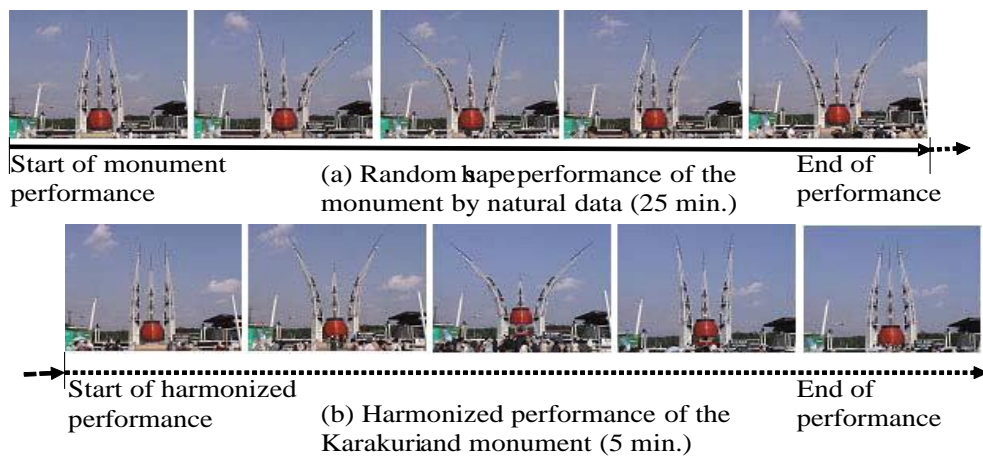 Start of monument
performance
(a) Random shape performance of the
monument by natural data (25 min.)
End of
performance
Start of harmonized
performance
(b) Harmonized performance of the
Karakuri and monument (5 min.)
End of
performance